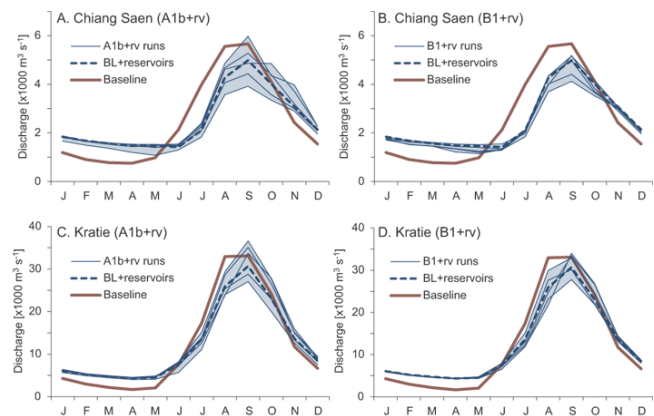 A. Chiang Saen (A1b+rv)
A1b+rv runs
BL+reservoirs
Baseline
Discharge [x1000 m³ s⁻¹]
6
4
2
0
J F M A M J J A S O N D
B. Chiang Saen (B1+rv)
B1+rv runs
BL+reservoirs
Baseline
Discharge [x1000 m³ s⁻¹]
6
4
2
0
J F M A M J J A S O N D
C. Kratie (A1b+rv)
A1b+rv runs
BL+reservoirs
Baseline
Discharge [x1000 m³ s⁻¹]
40
30
20
10
0
J F M A M J J A S O N D
D. Kratie (B1+rv)
B1+rv runs
BL+reservoirs
Baseline
Discharge [x1000 m³ s⁻¹]
40
30
20
10
0
J F M A M J J A S O N D